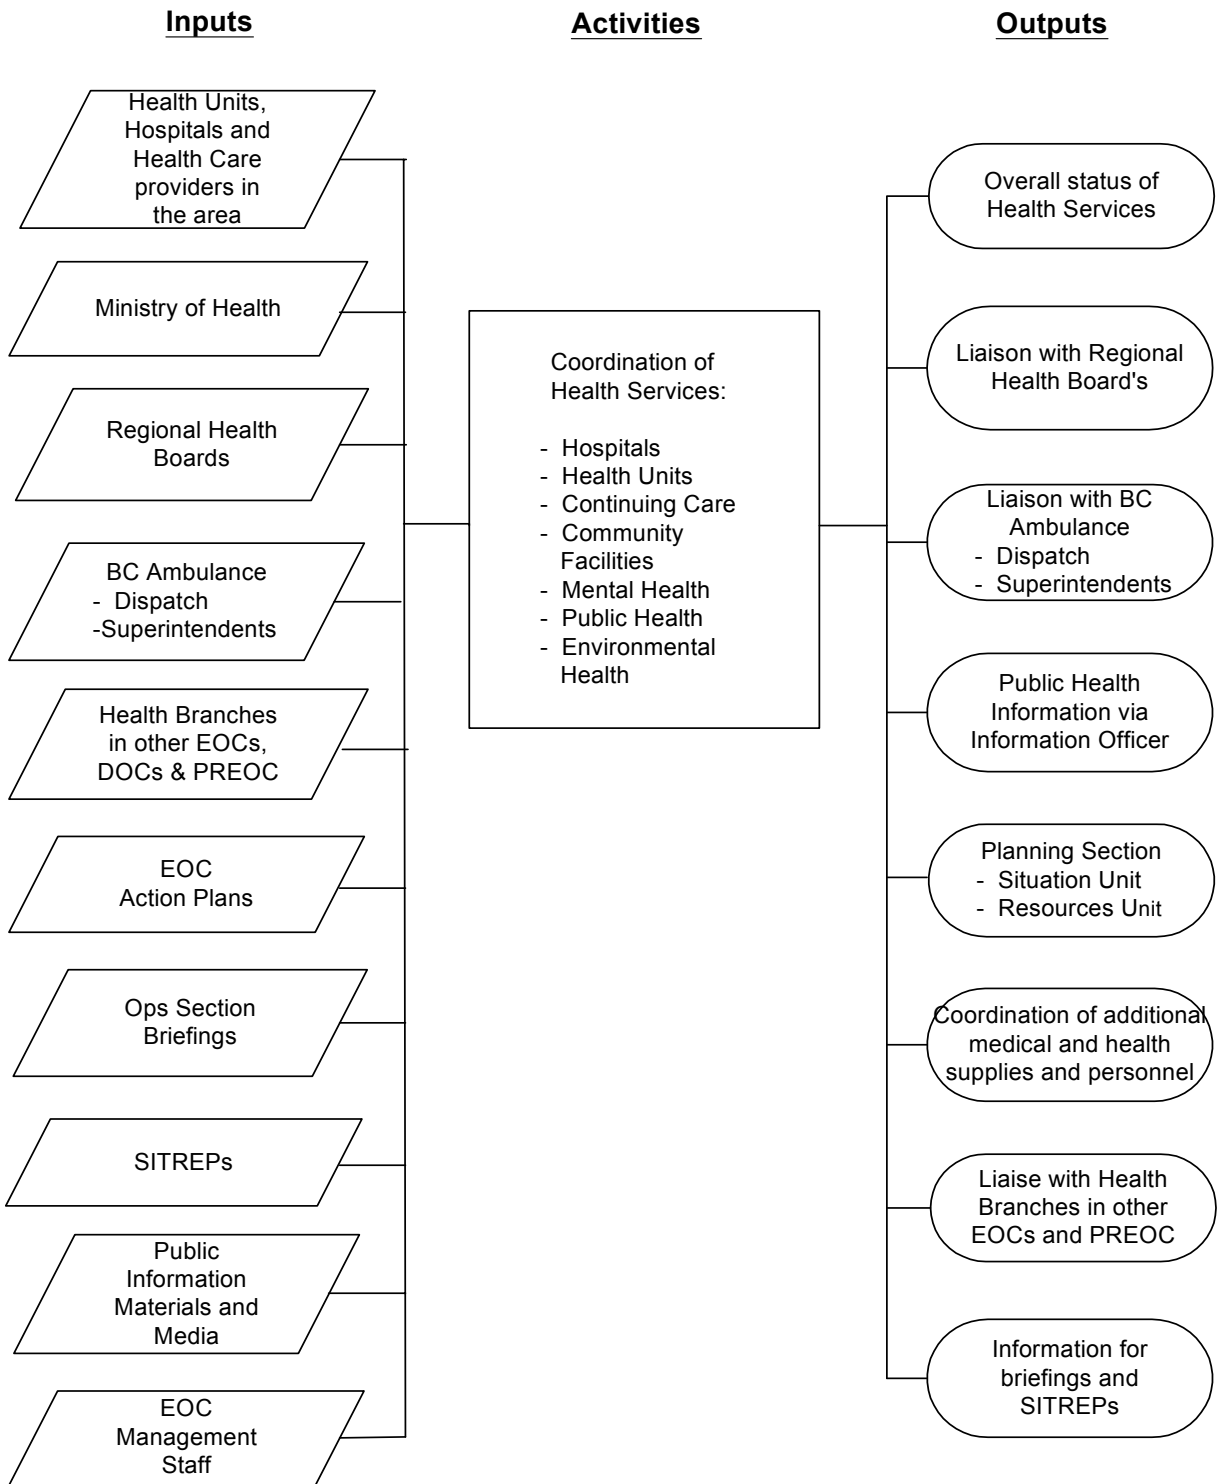 Inputs
Activities
Outputs
Health Units,
Hospitals and
Health Care
providers in
the area
Ministry of Health
Regional Health
Boards
BC Ambulance
- Dispatch
-Superintendents
Health Branches
in other EOCs,
DOCs & PREOC
EOC
Action Plans
Ops Section
Briefings
SITREPs
Public
Information
Materials and
Media
EOC
Management
Staff
Coordination of
Health Services:
- Hospitals
- Health Units
- Continuing Care
- Community
Facilities
- Mental Health
- Public Health
- Environmental
Health
Overall status of
Health Services
Liaison with Regional
Health Board's
Liaison with BC
Ambulance
- Dispatch
- Superintendents
Public Health
Information via
Information Officer
Planning Section
- Situation Unit
- Resources Unit
Coordination of additional
medical and health
supplies and personnel
Liaise with Health
Branches in other
EOCs and PREOC
Information for
briefings and
SITREPs